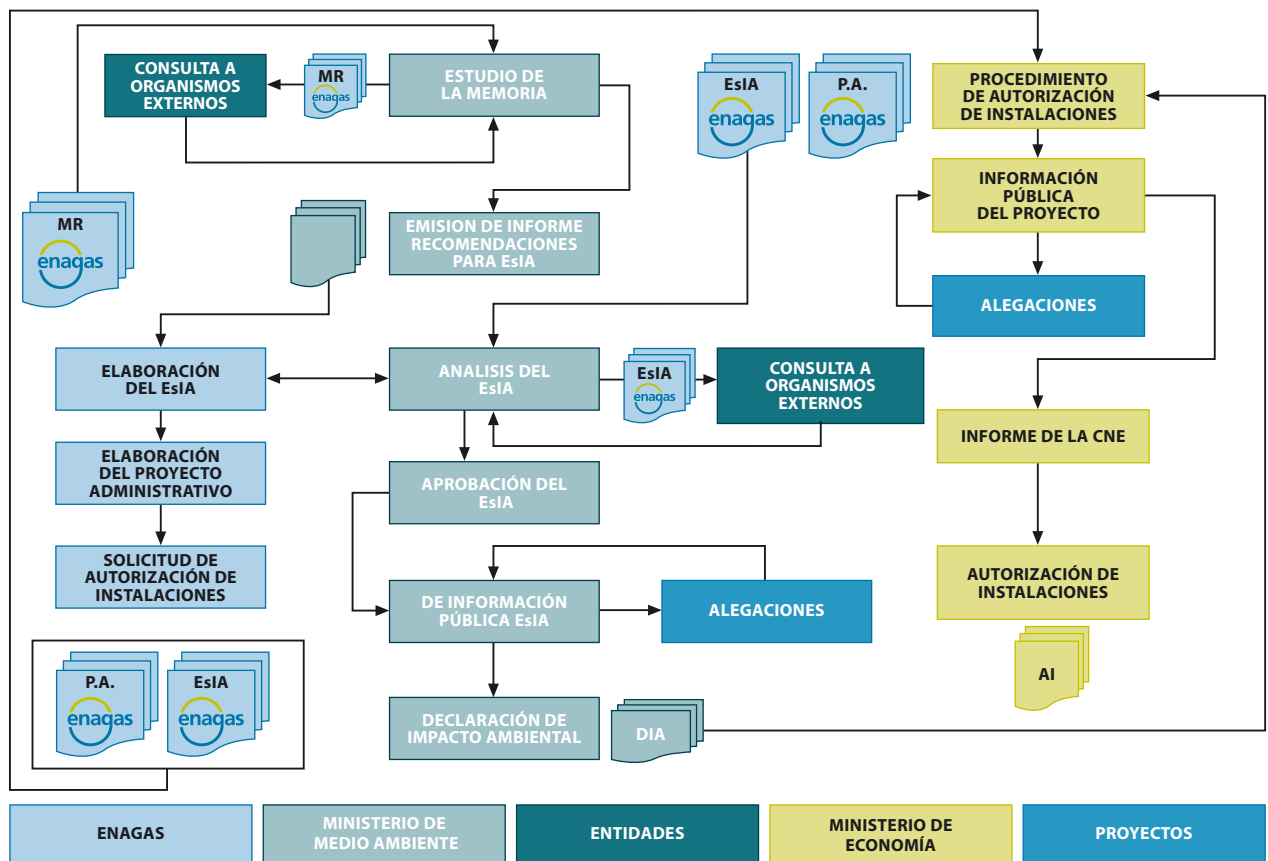 CONSULTA A
ORGANISMOS
EXTERNOS
MR
enagas
ESTUDIO DE
LA MEMORIA
EsIA
enagas
P.A.
enagas
PROCEDIMIENTO
DE AUTORIZACIÓN
DE INSTALACIONES
MR
enagas
EMISION DE INFORME
RECOMENDACIONES
PARA EsIA
INFORMACIÓN
PÚBLICA
DEL PROYECTO
ALEGACIONES
ELABORACIÓN
DEL EsIA
ANALISIS DEL
EsIA
EsIA
enagas
CONSULTA A
ORGANISMOS
EXTERNOS
INFORME DE LA CNE
ELABORACIÓN
DEL PROYECTO
ADMINISTRATIVO
APROBACIÓN DEL
EsIA
SOLICITUD DE
AUTORIZACIÓN DE
INSTALACIONES
DE INFORMACIÓN
PÚBLICA EsIA
ALEGACIONES
AUTORIZACIÓN DE
INSTALACIONES
AI
P.A.
enagas
EsIA
enagas
DECLARACIÓN DE
IMPACTO AMBIENTAL
DIA
ENAGAS
MINISTERIO DE
MEDIO AMBIENTE
ENTIDADES
MINISTERIO DE
ECONOMÍA
PROYECTOS